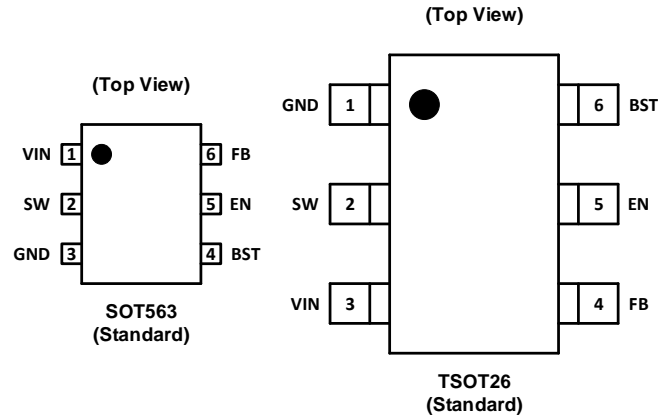 (Top View)
VIN 1 6 FB
SW 2 5 EN
GND 3 4 BST
SOT563
(Standard)
(Top View)
GND 1 6 BST
SW 2 5 EN
VIN 3 4 FB
TSOT26
(Standard)